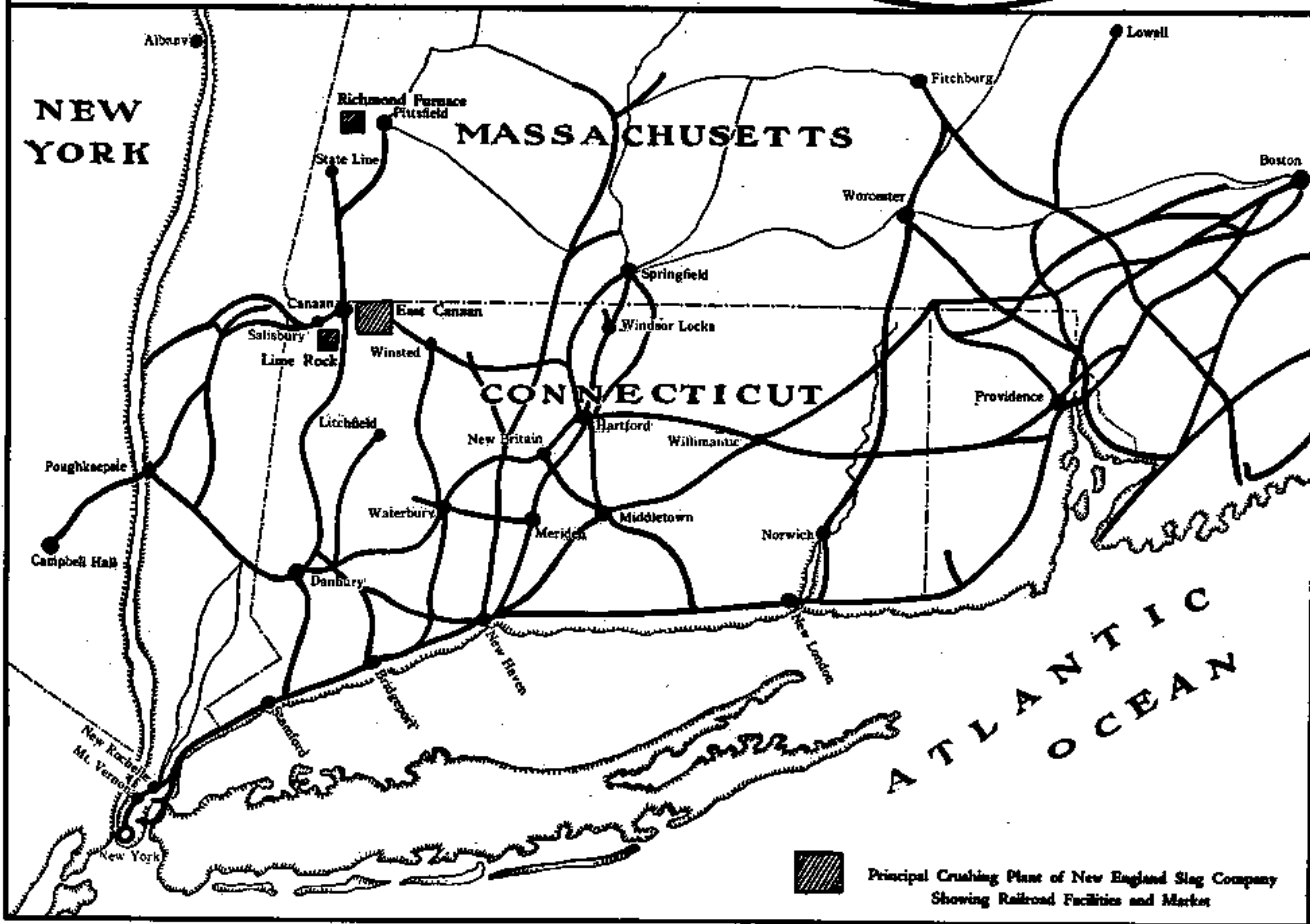 Albany
Lowell
Fitchburg
NEW
YORK
Richmond Furnace
Pittsfield
MASSACHUSETTS
State Line
Boston
Worcester
Springfield
Canaan
East Canaan
Salisbury
Windsor Locks
Lime Rock
Winsted
CONNECTICUT
Providence
Litchfield
Hartford
New Britain
Willimantic
Poughkeepsie
Waterbury
Meriden
Middletown
Norwich
Campbell Hall
Danbury
New Haven
New London
Bridgeport
Stamford
ATLANTIC
OCEAN
New Rochelle
Mt. Vernon
New York
Principal Crushing Plant of New England Slag Company
Showing Railroad Facilities and Market